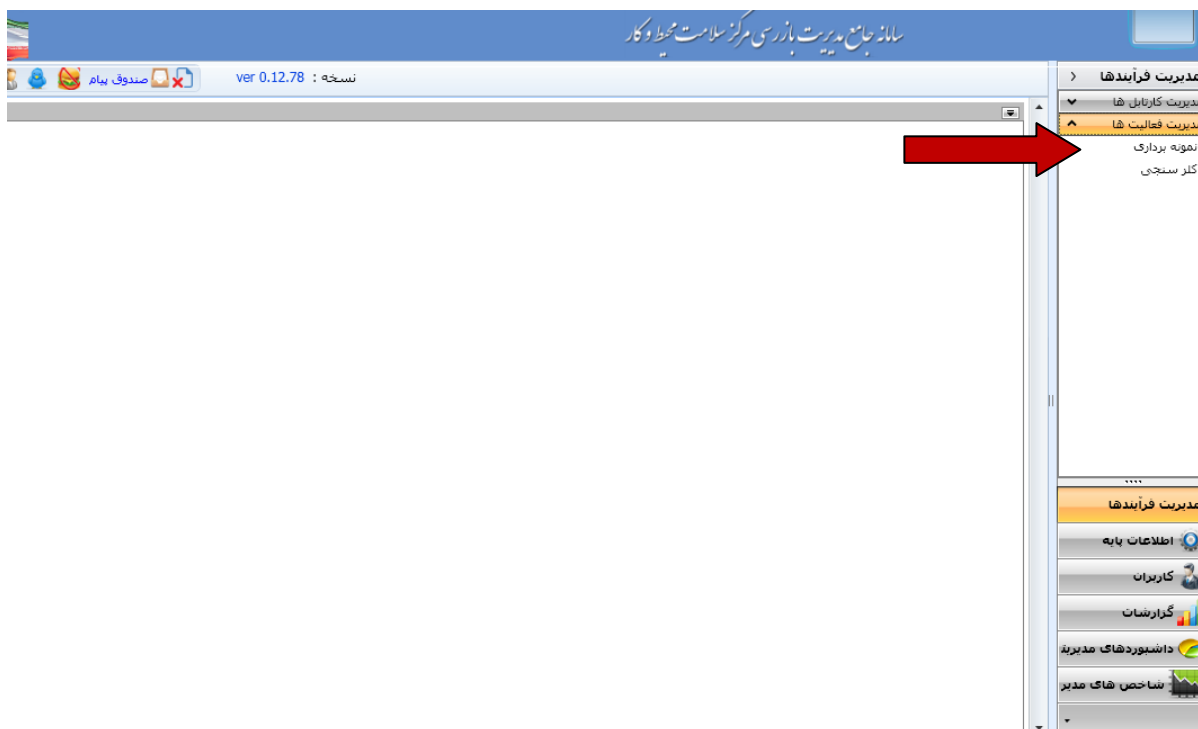 سامانه جامع مدیریت بازرسی مرکز سلامت محیط و کار
مدیریت فرآیندها
نسخه : ver 0.12.78
صندوق پیام
مدیریت کارتابل ها
مدیریت فعالیت ها
نمونه برداری
کلر سنجی
مدیریت فرآیندها
اطلاعات پایه
کاربران
گزارشات
داشبوردهای مدیریت
شاخص های مدیر